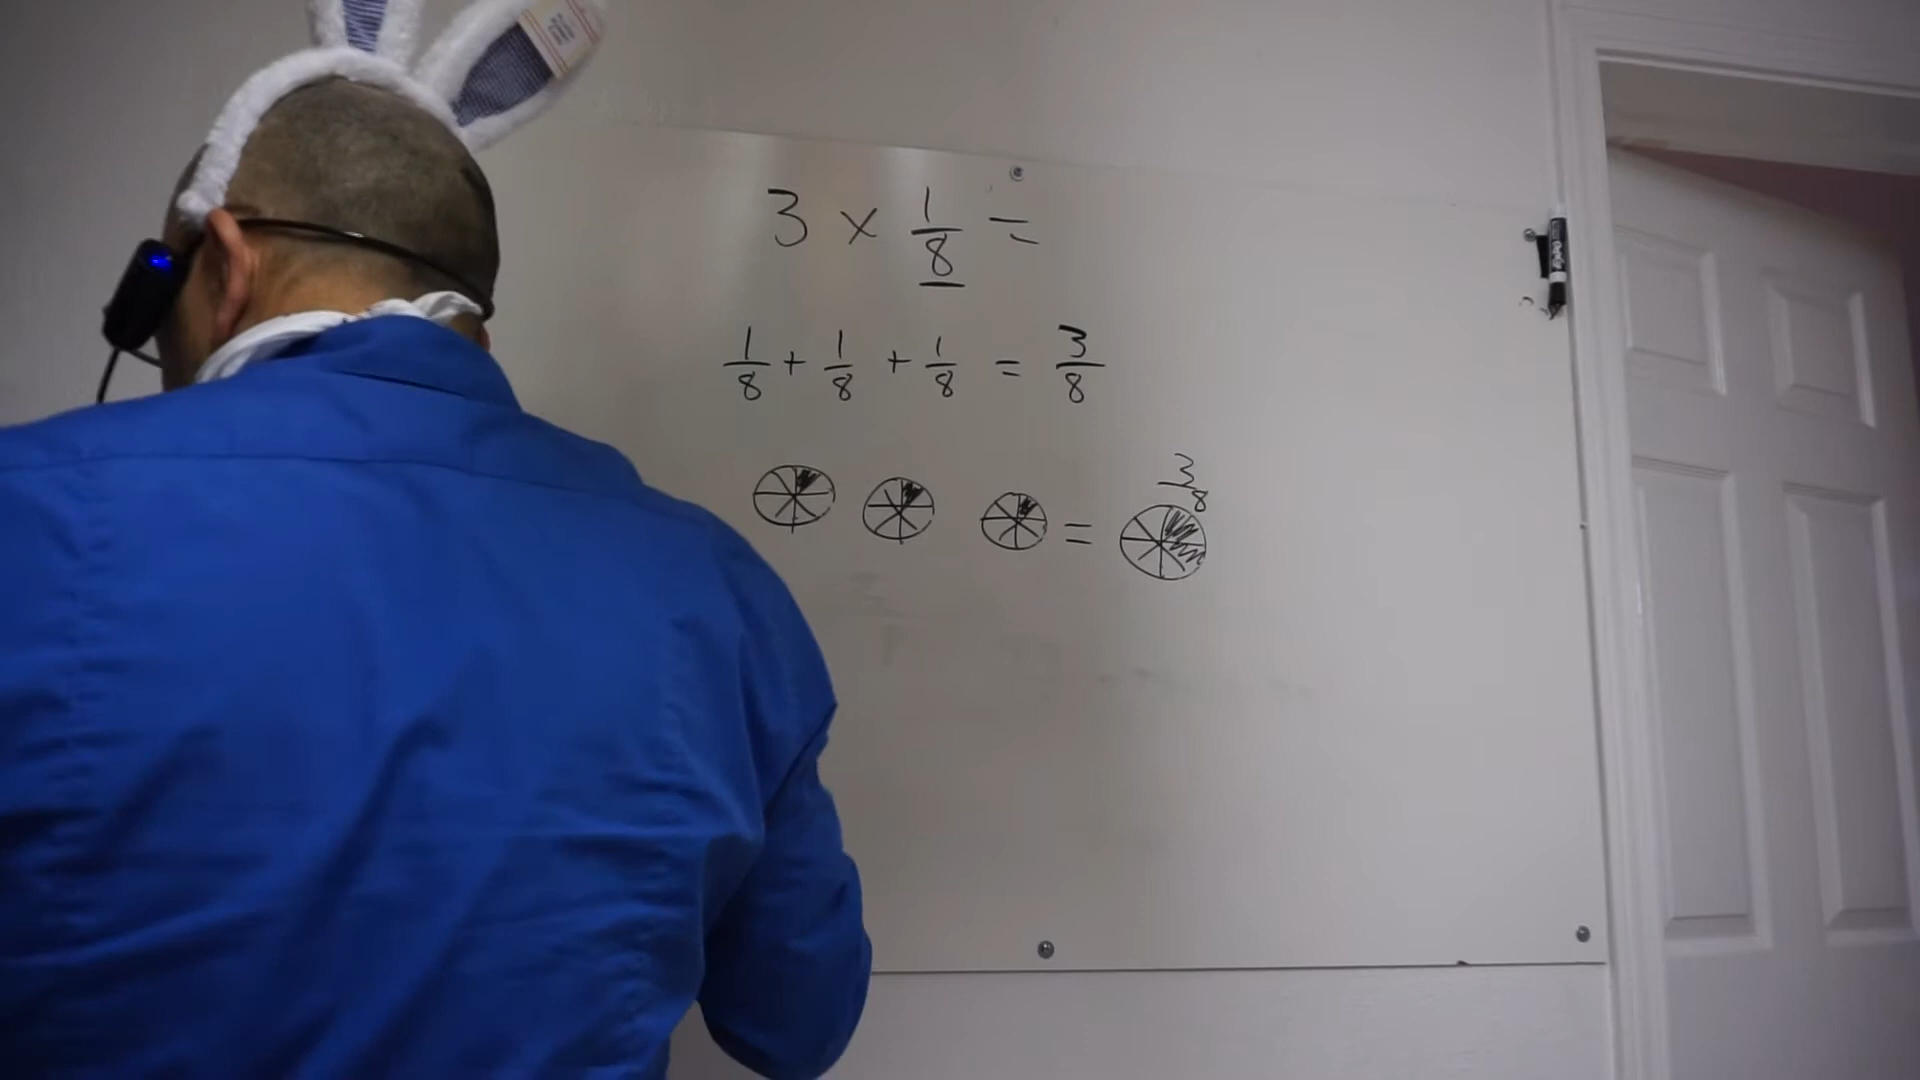 3 × 1/8 =
1/8 + 1/8 + 1/8 = 3/8
= 3/8